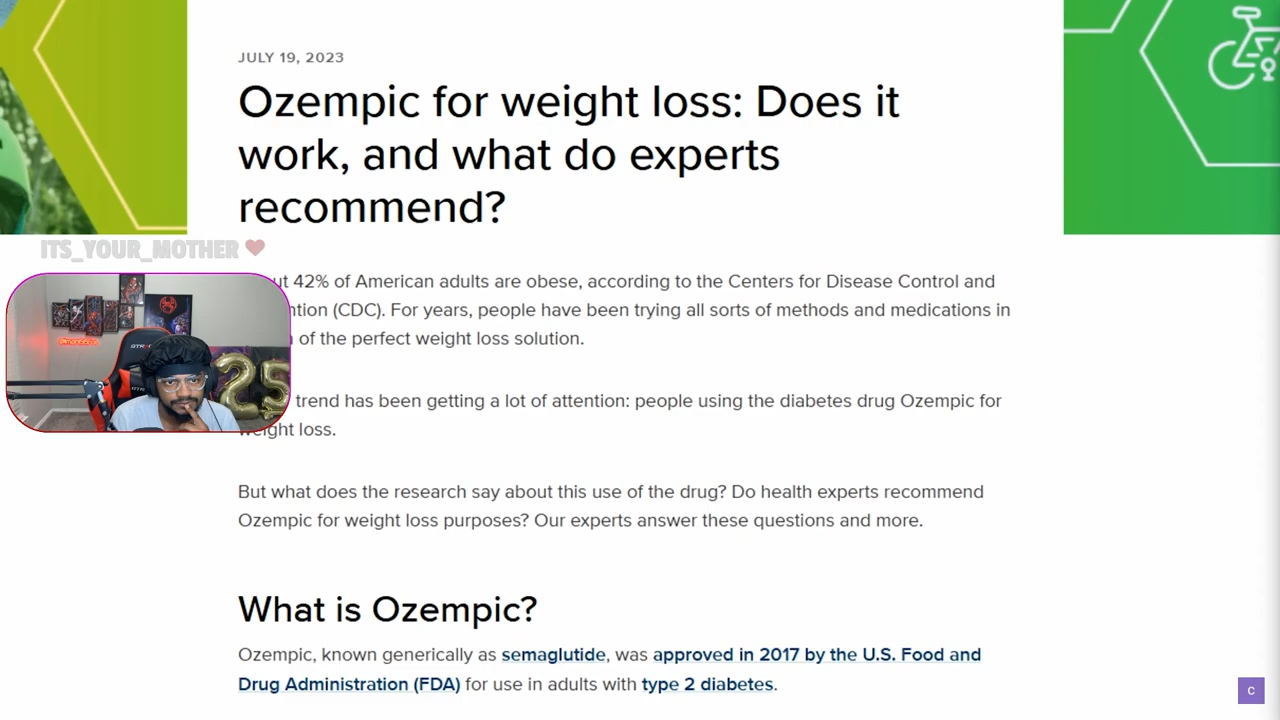 JULY 19, 2023
Ozempic for weight loss: Does it
work, and what do experts
recommend?
ITS_YOUR_MOTHER
42% of American adults are obese, according to the Centers for Disease Control and
(CDC). For years, people have been trying all sorts of methods and medications in
of the perfect weight loss solution.
25
trend has been getting a lot of attention: people using the diabetes drug Ozempic for
weight loss.
But what does the research say about this use of the drug? Do health experts recommend
Ozempic for weight loss purposes? Our experts answer these questions and more.
What is Ozempic?
Ozempic, known generically as semaglutide, was approved in 2017 by the U.S. Food and
Drug Administration (FDA) for use in adults with type 2 diabetes.
C